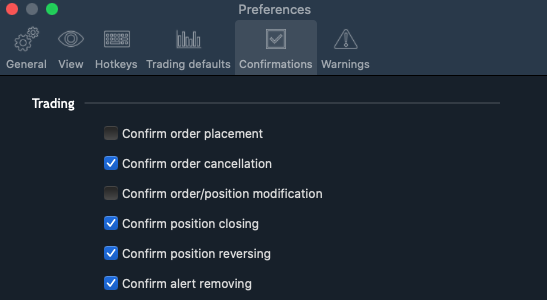 Preferences
General View Hotkeys Trading defaults Confirmations Warnings
Trading
Confirm order placement
Confirm order cancellation
Confirm order/position modification
Confirm position closing
Confirm position reversing
Confirm alert removing